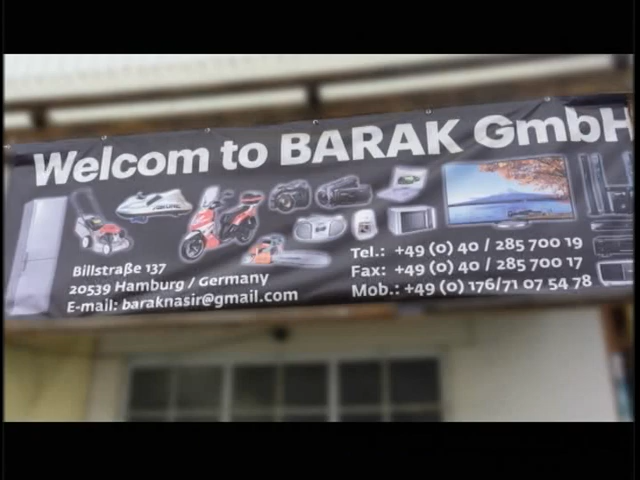 Welcom to BARAK GmbH
Billstraße 137
20539 Hamburg / Germany
E-mail: baraknasir@gmail.com
Tel.: +49 (0) 40 / 285 700 19
Fax: +49 (0) 40 / 285 700 17
Mob.: +49 (0) 176/71 07 54 78